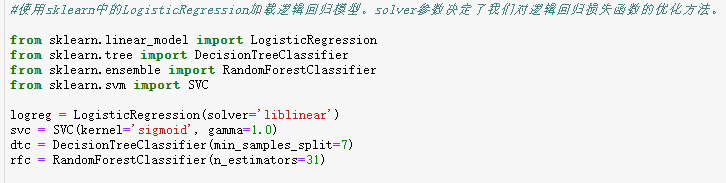 #使用sklearn中的LogisticRegression加载逻辑回归模型。solver参数决定了我们对逻辑回归损失函数的优化方法。
from sklearn.linear_model import LogisticRegression
from sklearn.tree import DecisionTreeClassifier
from sklearn.ensemble import RandomForestClassifier
from sklearn.svm import SVC
logreg = LogisticRegression(solver='liblinear')
svc = SVC(kernel='sigmoid', gamma=1.0)
dtc = DecisionTreeClassifier(min_samples_split=7)
rfc = RandomForestClassifier(n_estimators=31)